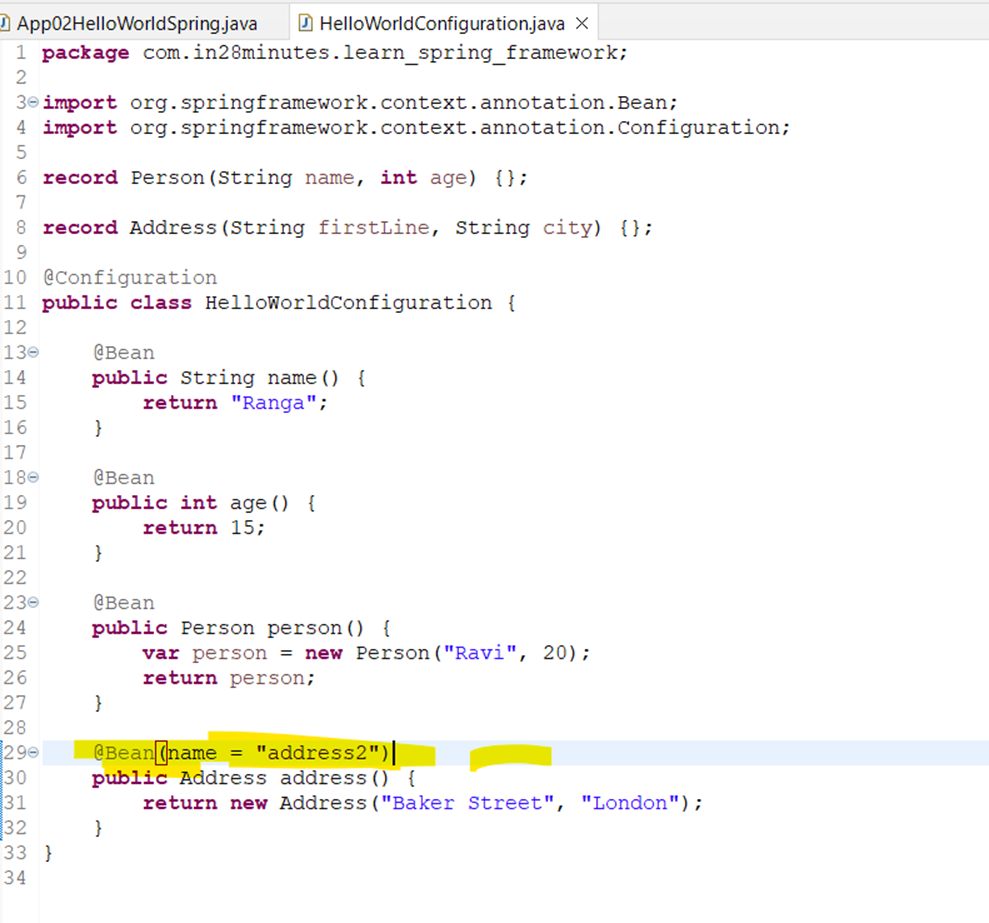 App02HelloWorldSpring.java HelloWorldConfiguration.java
1 package com.in28minutes.learn_spring_framework;
2
3 import org.springframework.context.annotation.Bean;
4 import org.springframework.context.annotation.Configuration;
5
6 record Person(String name, int age) {};
7
8 record Address(String firstLine, String city) {};
9
10 @Configuration
11 public class HelloWorldConfiguration {
12
13     @Bean
14     public String name() {
15         return "Ranga";
16     }
17
18     @Bean
19     public int age() {
20         return 15;
21     }
22
23     @Bean
24     public Person person() {
25         var person = new Person("Ravi", 20);
26         return person;
27     }
28
29     @Bean(name = "address2")
30     public Address address() {
31         return new Address("Baker Street", "London");
32     }
33 }
34